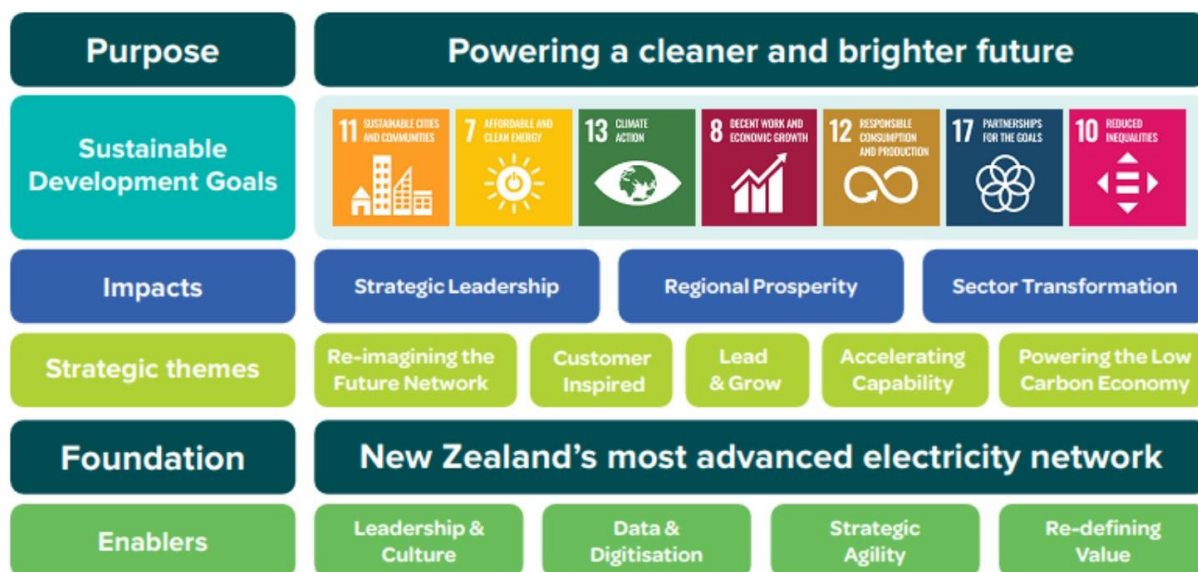 Purpose
Powering a cleaner and brighter future
Sustainable
Development Goals
11 SUSTAINABLE CITIES
AND COMMUNITIES
7 AFFORDABLE AND
CLEAN ENERGY
13 CLIMATE
ACTION
8 DECENT WORK AND
ECONOMIC GROWTH
12 RESPONSIBLE
CONSUMPTION
AND PRODUCTION
17 PARTNERSHIPS
FOR THE GOALS
10 REDUCED
INEQUALITIES
Impacts
Strategic Leadership
Regional Prosperity
Sector Transformation
Strategic themes
Re-imagining the
Future Network
Customer
Inspired
Lead
& Grow
Accelerating
Capability
Powering the Low
Carbon Economy
Foundation
New Zealand's most advanced electricity network
Enablers
Leadership &
Culture
Data &
Digitisation
Strategic
Agility
Re-defining
Value